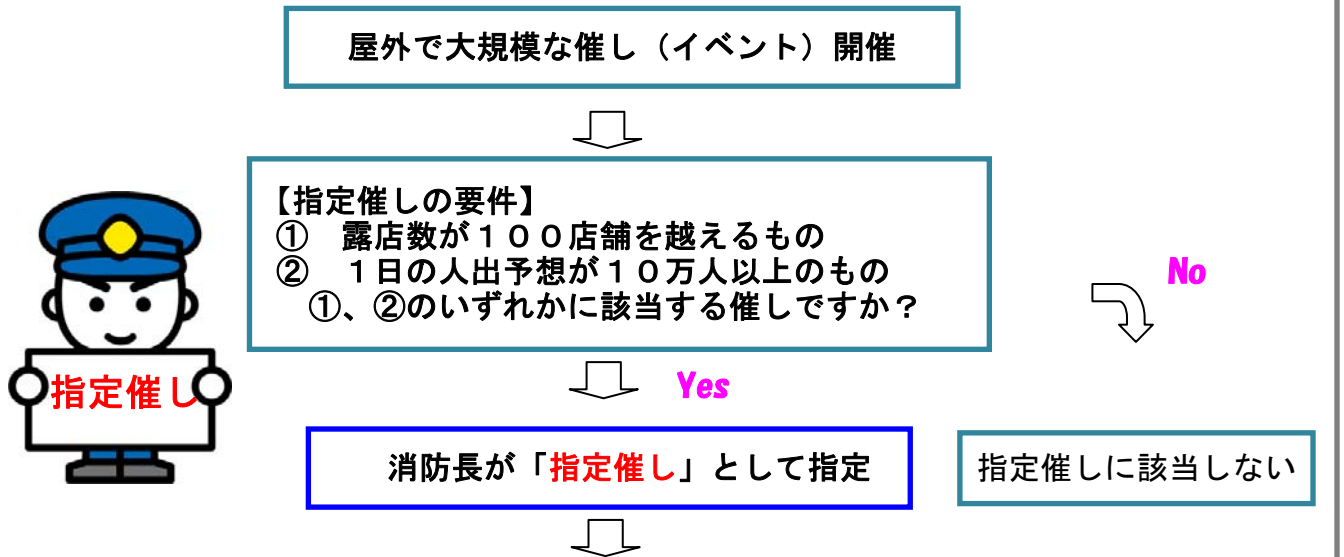 屋外で大規模な催し（イベント）開催
【指定催しの要件】
①　露店数が１００店舗を越えるもの
②　１日の人出予想が１０万人以上のもの
①、②のいずれかに該当する催しですか？
No
指定催し
Yes
消防長が「指定催し」として指定
指定催しに該当しない